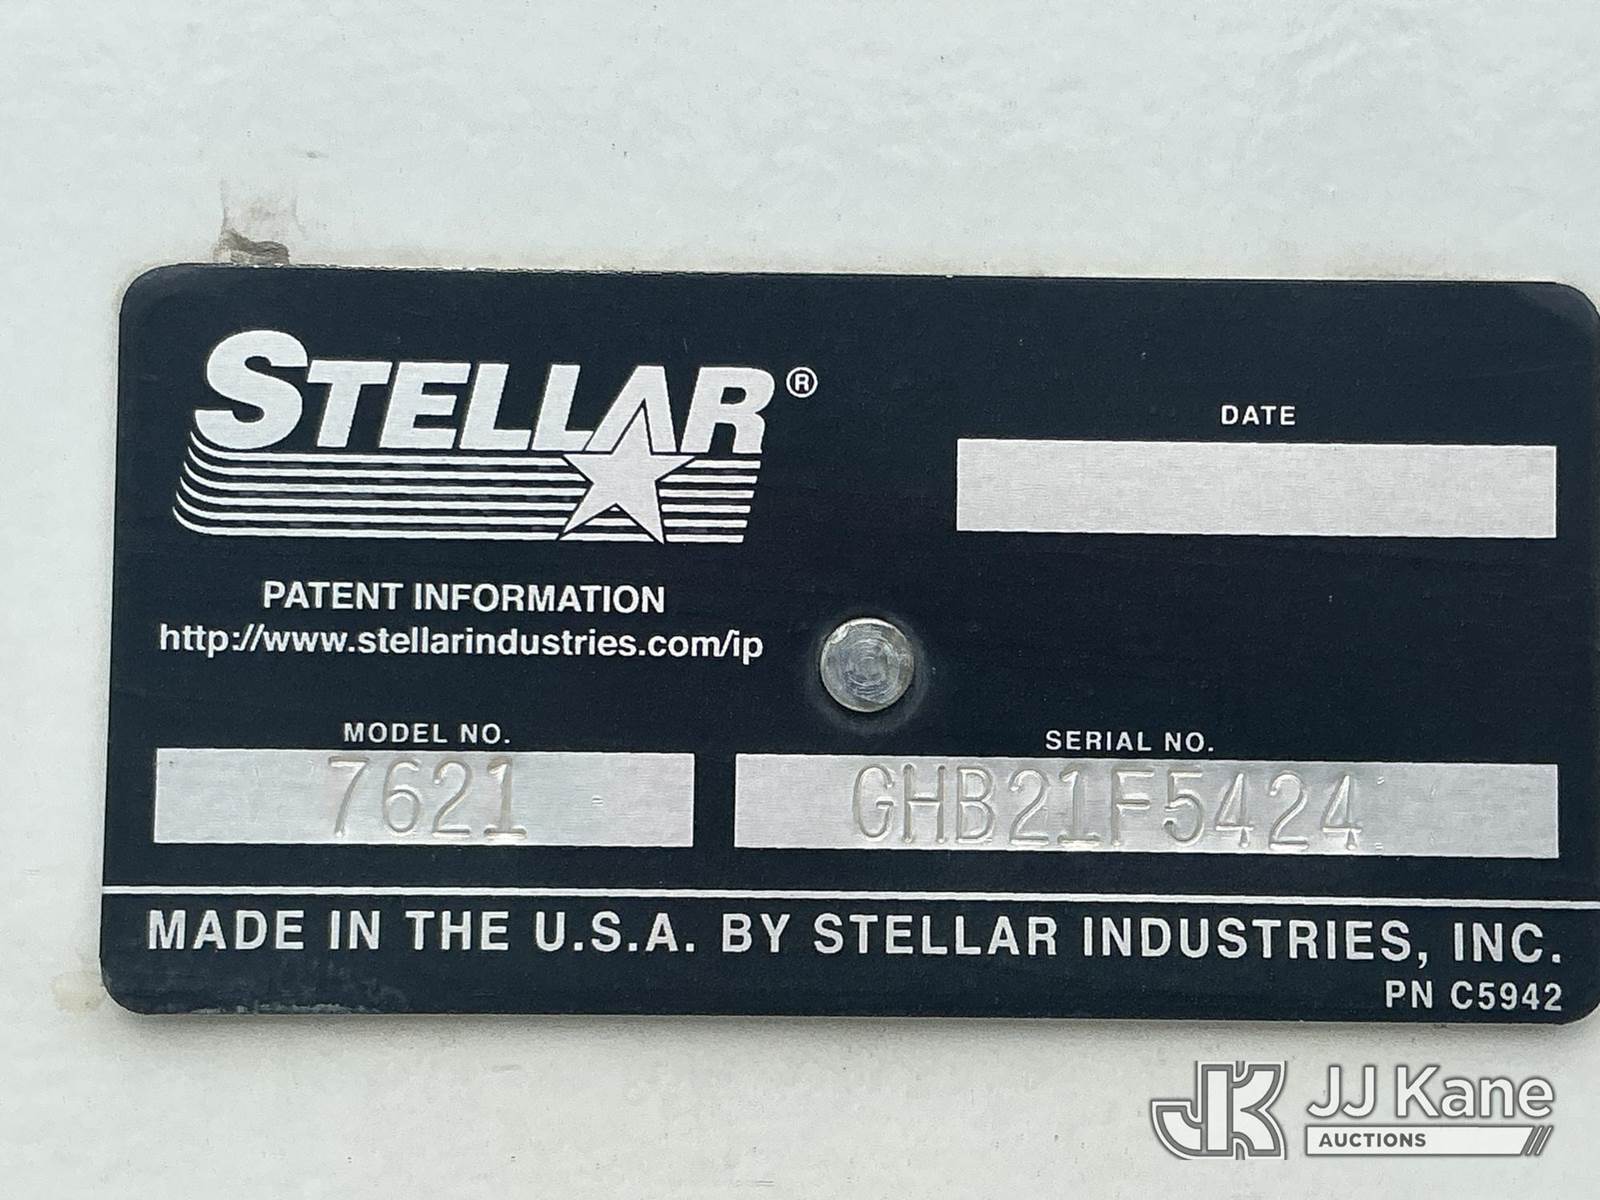 STELLAR®
DATE
PATENT INFORMATION
http://www.stellarindustries.com/ip
MODEL NO.
7621
SERIAL NO.
GHB21F5424
MADE IN THE U.S.A. BY STELLAR INDUSTRIES, INC.
PN C5942
JK JJ Kane
AUCTIONS